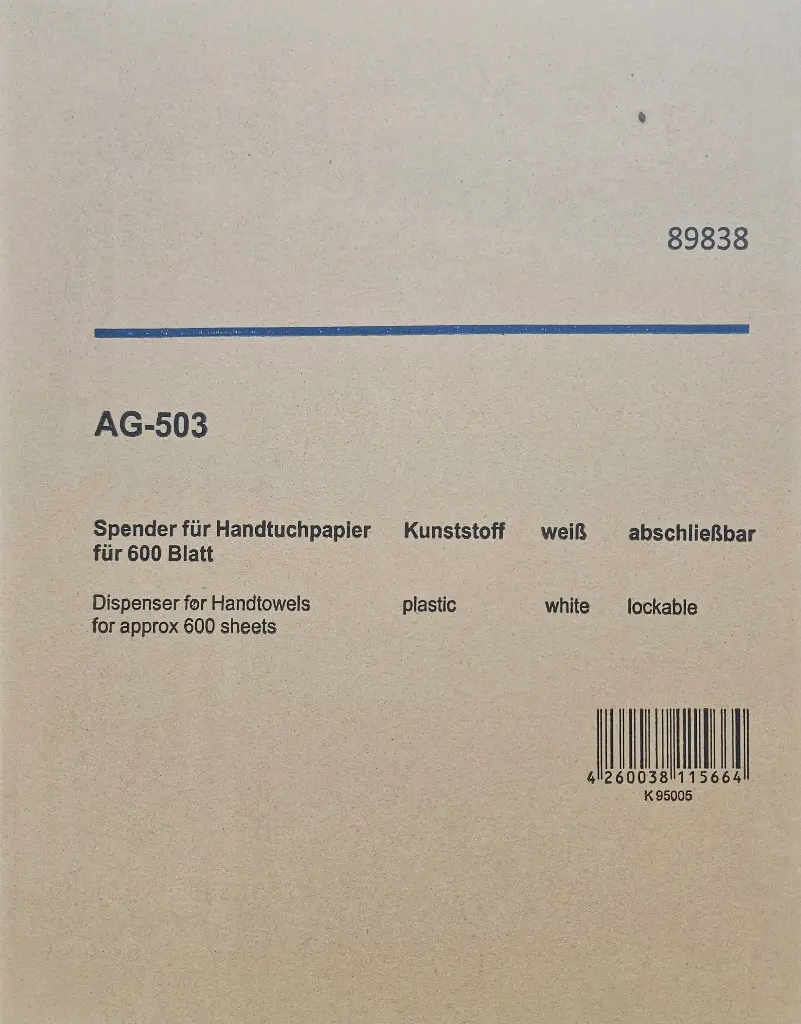 89838
AG-503
Spender für Handtuchpapier für 600 Blatt
Kunststoff
weiß
abschließbar
Dispenser før Handtowels for approx 600 sheets
plastic
white
lockable
4 260038 115664
K 95005